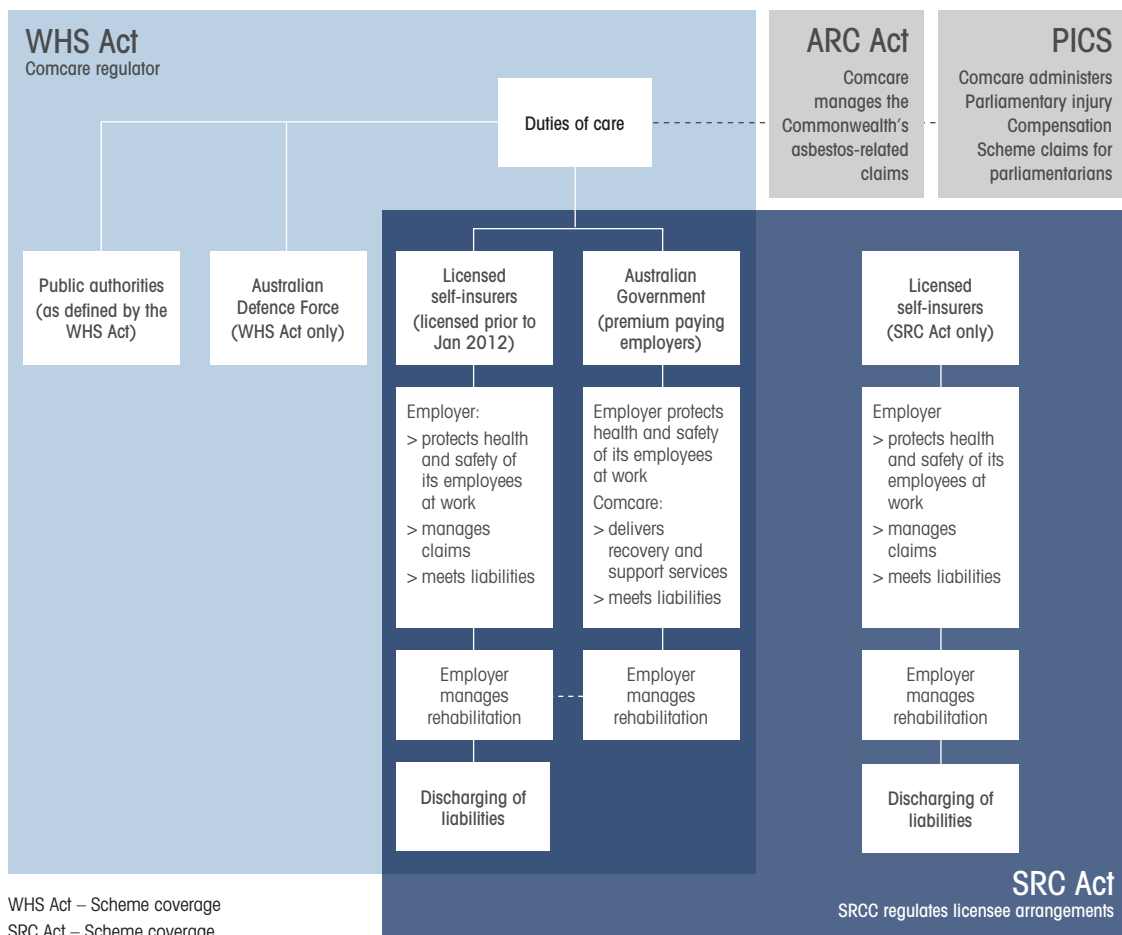 WHS Act
Comcare regulator
ARC Act
Comcare
manages the
Commonwealth's
asbestos-related
claims
PICS
Comcare administers
Parliamentary injury
Compensation
Scheme claims for
parliamentarians
Duties of care
Public authorities
(as defined by the
WHS Act)
Australian
Defence Force
(WHS Act only)
Licensed
self-insurers
(licensed prior to
Jan 2012)
Australian
Government
(premium paying
employers)
Licensed
self-insurers
(SRC Act only)
Employer:
> protects health
and safety of
its employees
at work
> manages
claims
> meets liabilities
Employer protects
health and safety
of its employees
at work
Comcare:
> delivers
recovery and
support services
> meets liabilities
Employer
> protects health
and safety of its
employees at
work
> manages
claims
> meets liabilities
Employer
manages
rehabilitation
Employer
manages
rehabilitation
Employer
manages
rehabilitation
Discharging of
liabilities
Discharging of
liabilities
SRC Act
SRCC regulates licensee arrangements
WHS Act – Scheme coverage
SRC Act – Scheme coverage